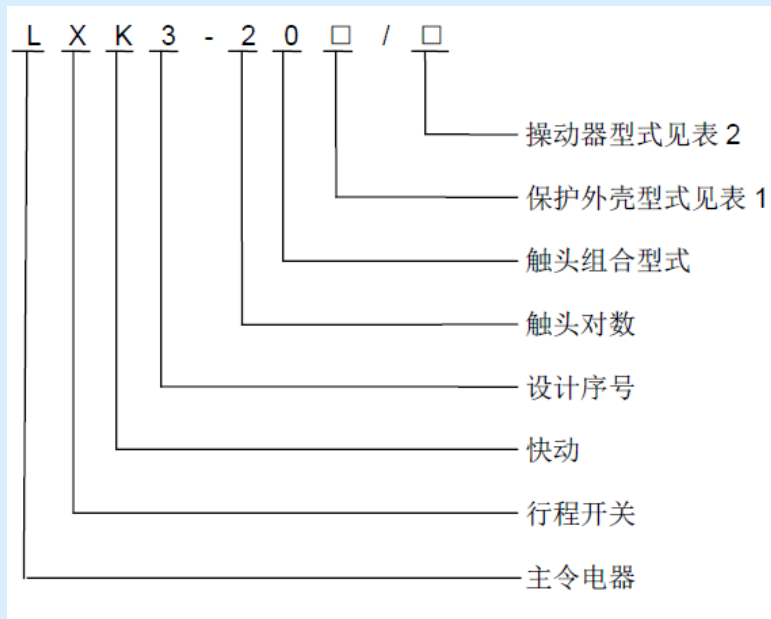 L X K 3 - 2 0 □ / □
操动器型式见表 2
保护外壳型式见表 1
触头组合型式
触头对数
设计序号
快动
行程开关
主令电器